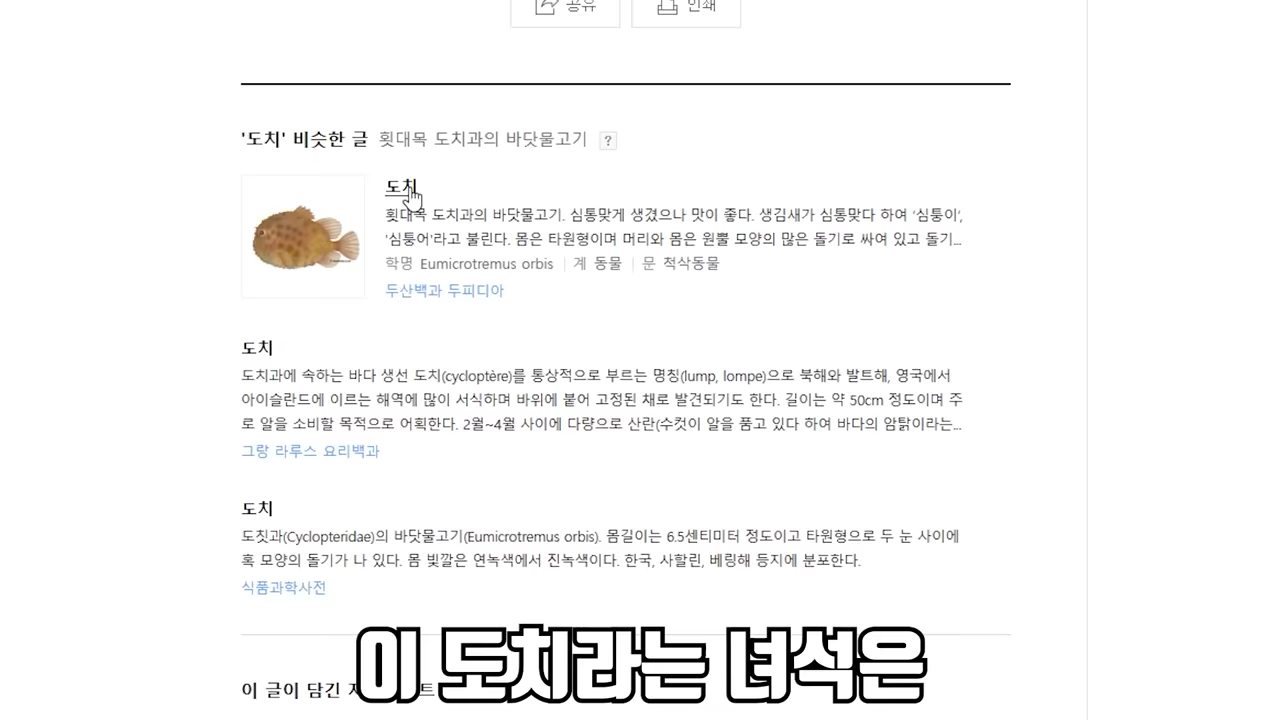 공유
인쇄
'도치' 비슷한 글 횟대목 도치과의 바닷물고기 ?
도치
횟대목 도치과의 바닷물고기. 심통맞게 생겼으나 맛이 좋다. 생김새가 심통맞다 하여 '심퉁이',
'심퉁어'라고 불린다. 몸은 타원형이며 머리와 몸은 원뿔 모양의 많은 돌기로 싸여 있고 돌기...
학명 Eumicrotremus orbis | 계 동물 | 문 척삭동물
두산백과 두피디아
도치
도치과에 속하는 바다 생선 도치(cycloptère)를 통상적으로 부르는 명칭(lump, lompe)으로 북해와 발트해, 영국에서
아이슬란드에 이르는 해역에 많이 서식하며 바위에 붙어 고정된 채로 발견되기도 한다. 길이는 약 50cm 정도이며 주
로 알을 소비할 목적으로 어획한다. 2월~4월 사이에 다량으로 산란(수컷이 알을 품고 있다 하여 바다의 암탉이라는...
그랑 라루스 요리백과
도치
도칫과(Cyclopteridae)의 바닷물고기(Eumicrotremus orbis). 몸길이는 6.5센티미터 정도이고 타원형으로 두 눈 사이에
혹 모양의 돌기가 나 있다. 몸 빛깔은 연녹색에서 진녹색이다. 한국, 사할린, 베링해 등지에 분포한다.
식품과학사전
이 글이 담긴
이 도치라는 녀석은